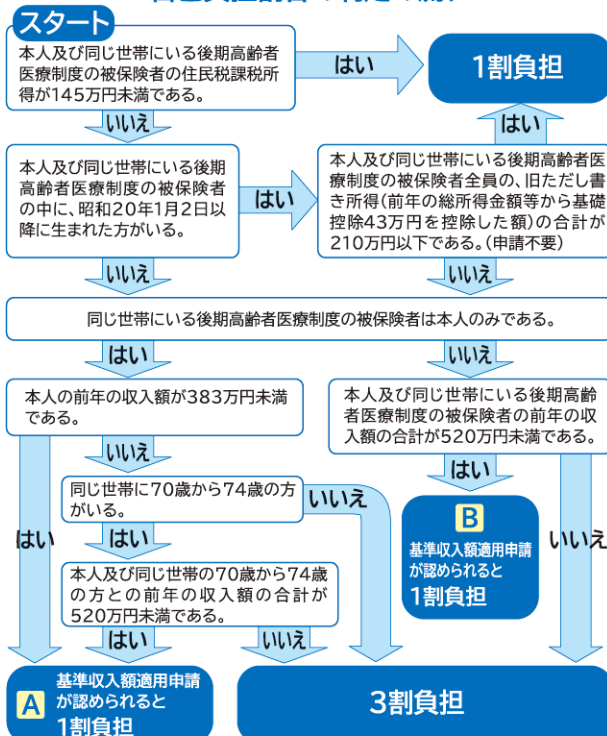 スタート
本人及び同じ世帯にいる後期高齢者
医療制度の被保険者の住民税課税所
得が145万円未満である。
はい
1割負担
いいえ
はい
本人及び同じ世帯にいる後期
高齢者医療制度の被保険者
の中に、昭和20年1月2日以
降に生まれた方がいる。
はい
本人及び同じ世帯にいる後期高齢者医
療制度の被保険者全員の、旧ただし書
き所得(前年の総所得金額等から基礎
控除43万円を控除した額)の合計が
210万円以下である。(申請不要)
いいえ
いいえ
同じ世帯にいる後期高齢者医療制度の被保険者は本人のみである。
はい
いいえ
本人の前年の収入額が383万円未満
である。
本人及び同じ世帯にいる後期高齢
者医療制度の被保険者の前年の収
入額の合計が520万円未満である。
いいえ
はい
同じ世帯に70歳から74歳の方
がいる。
いいえ
はい
はい
いいえ
B
基準収入額適用申請
が認められると
1割負担
本人及び同じ世帯の70歳から74歳
の方との前年の収入額の合計が
520万円未満である。
はい
いいえ
A
基準収入額適用申請
が認められると
1割負担
3割負担